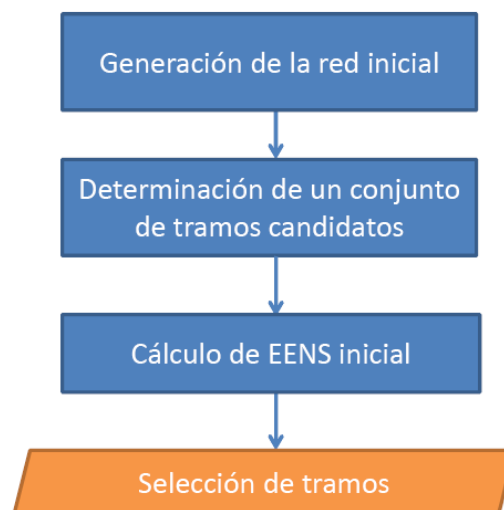 Generación de la red inicial
Determinación de un conjunto
de tramos candidatos
Cálculo de EENS inicial
Selección de tramos